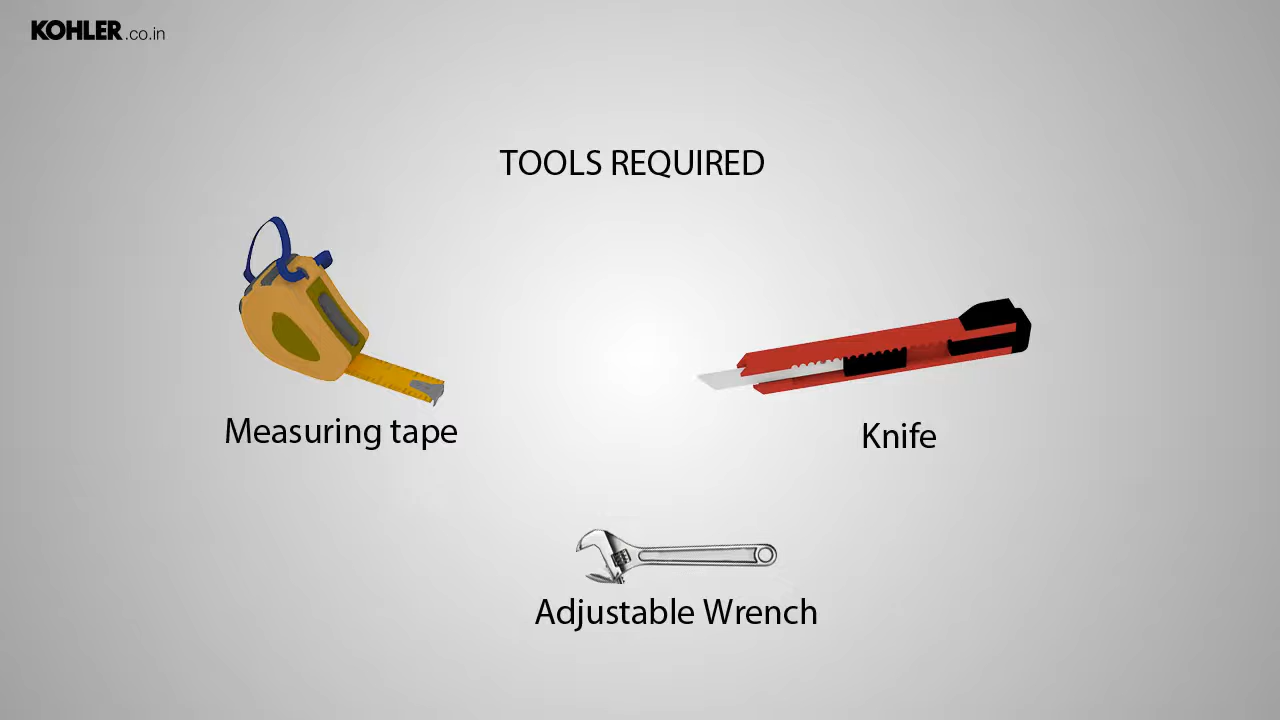 KOHLER.co.in
TOOLS REQUIRED
Measuring tape
Knife
Adjustable Wrench